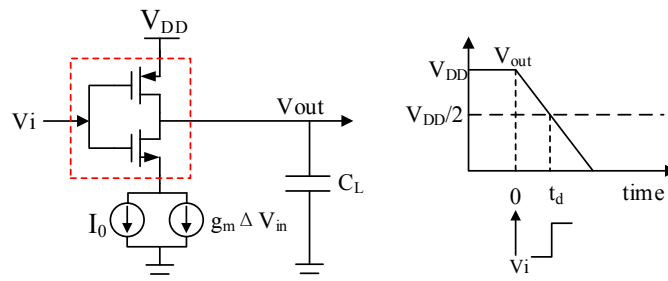 V_DD
Vi
Vout
C_L
I_0
g_m Δ V_in
V_out
V_DD
V_DD/2
0
t_d
time
Vi